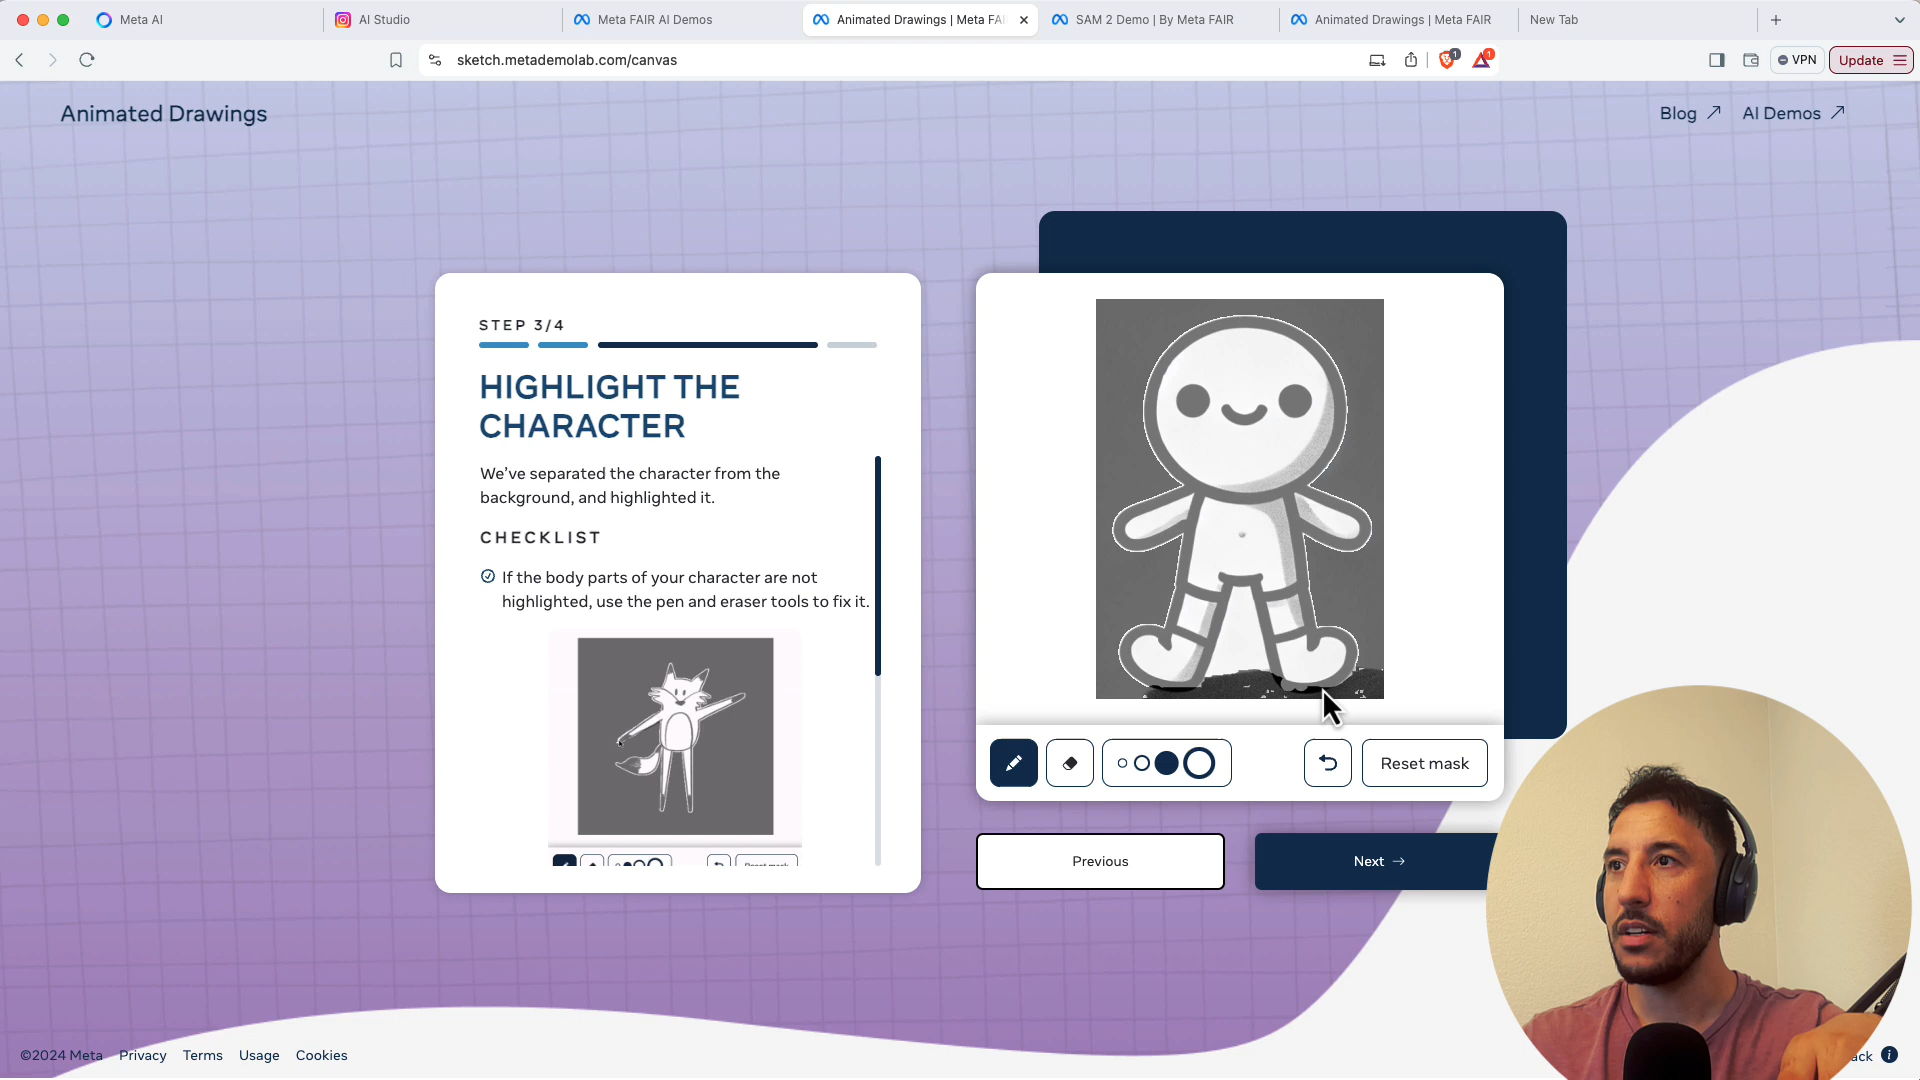 Meta AI
AI Studio
Meta FAIR AI Demos
Animated Drawings | Meta FA
SAM 2 Demo | By Meta FAIR
Animated Drawings | Meta FAIR
New Tab
sketch.metademolab.com/canvas
1
1
VPN
Update
Animated Drawings
Blog
AI Demos
STEP 3/4
HIGHLIGHT THE
CHARACTER
We've separated the character from the
background, and highlighted it.
CHECKLIST
If the body parts of your character are not
highlighted, use the pen and eraser tools to fix it.
Reset mask
Previous
Next
©2024 Meta
Privacy
Terms
Usage
Cookies